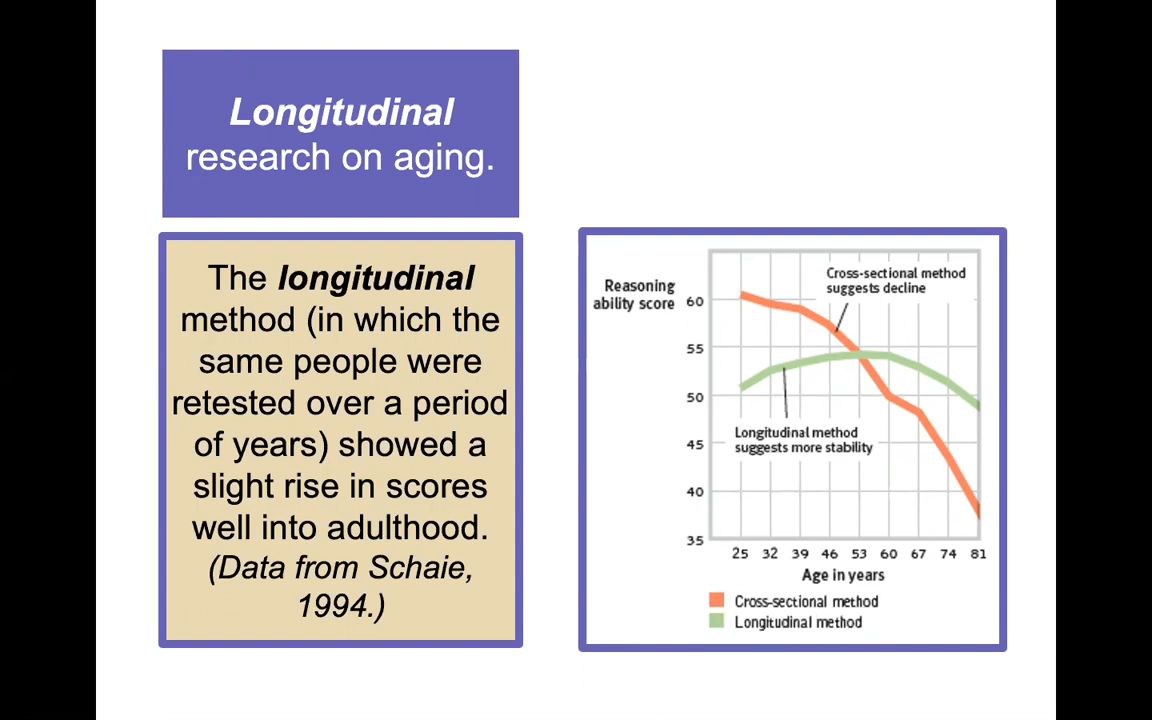 Longitudinal
research on aging.
The longitudinal
method (in which the
same people were
retested over a period
of years) showed a
slight rise in scores
well into adulthood.
(Data from Schaie,
1994.)
Reasoning
ability score
Cross-sectional method
suggests decline
Longitudinal method
suggests more stability
60
55
50
45
40
35
25 32 39 46 53 60 67 74 81
Age in years
Cross-sectional method
Longitudinal method